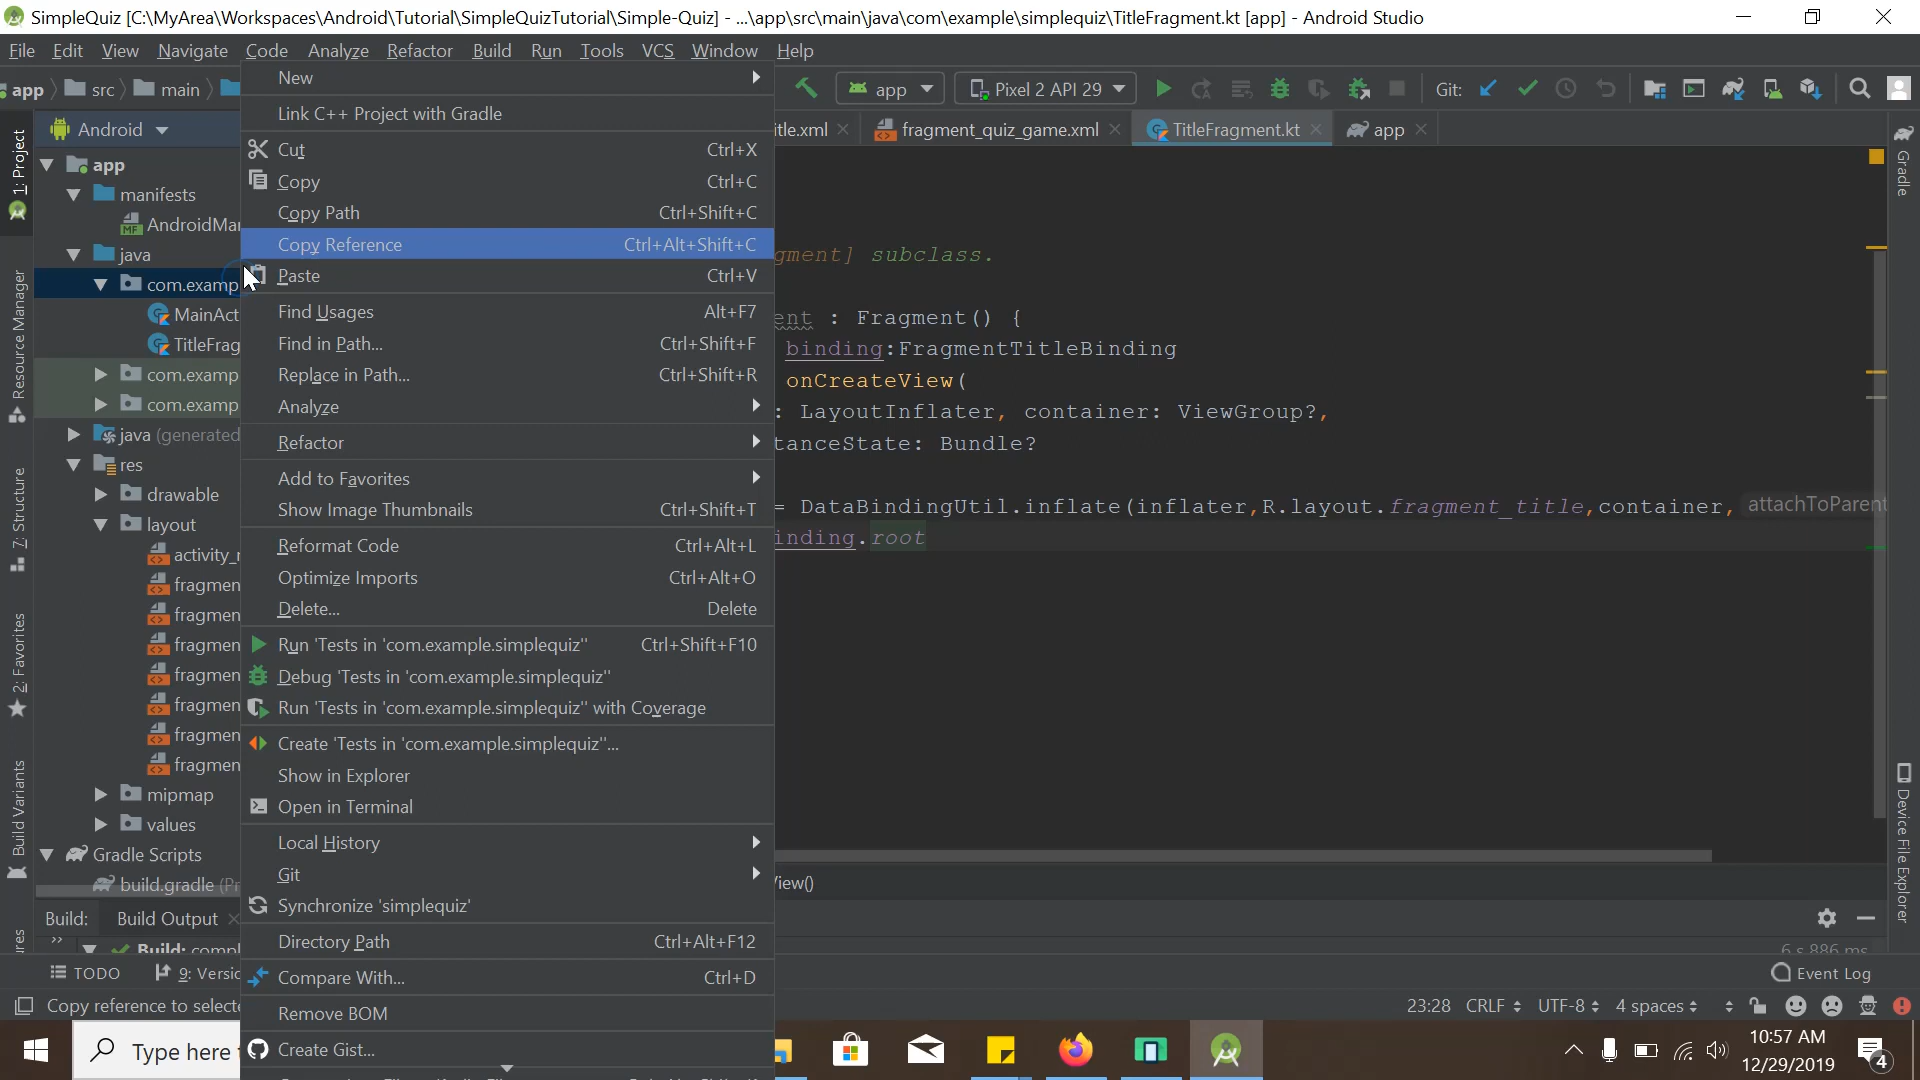 SimpleQuiz [C:\MyArea\Workspaces\Android\Tutorial\SimpleQuizTutorial\Simple-Quiz] - ...\app\src\main\java\com\example\simplequiz\TitleFragment.kt [app] - Android Studio
File Edit View Navigate Code Analyze Refactor Build Run Tools VCS Window Help
app src main app Pixel 2 API 29 Git:
Android itle.xml fragment_quiz_game.xml TitleFragment.kt app
1: Project
Resource Manager
7: Structure
2: Favorites
Build Variants
app
manifests
AndroidMa
java
com.examp
MainAct
TitleFrag
com.examp
com.examp
java (generated
res
drawable
layout
activity_
fragmen
fragmen
fragmen
fragmen
fragmen
fragmen
fragmen
mipmap
values
Gradle Scripts
build.gradle (Pr
New
Link C++ Project with Gradle
Cut Ctrl+X
Copy Ctrl+C
Copy Path Ctrl+Shift+C
Copy Reference Ctrl+Alt+Shift+C
Paste Ctrl+V
Find Usages Alt+F7
Find in Path... Ctrl+Shift+F
Replace in Path... Ctrl+Shift+R
Analyze
Refactor
Add to Favorites
Show Image Thumbnails Ctrl+Shift+T
Reformat Code Ctrl+Alt+L
Optimize Imports Ctrl+Alt+O
Delete... Delete
Run 'Tests in 'com.example.simplequiz'' Ctrl+Shift+F10
Debug 'Tests in 'com.example.simplequiz''
Run 'Tests in 'com.example.simplequiz'' with Coverage
Create 'Tests in 'com.example.simplequiz''...
Show in Explorer
Open in Terminal
Local History
Git
Synchronize 'simplequiz'
Directory Path Ctrl+Alt+F12
Compare With... Ctrl+D
Remove BOM
Create Gist...
gment] subclass.
ent : Fragment() {
binding:FragmentTitleBinding
onCreateView(
: LayoutInflater, container: ViewGroup?,
tanceState: Bundle?
= DataBindingUtil.inflate(inflater,R.layout.fragment_title,container, attachToParent
inding.root
iew()
Gradle
Device File Explorer
Build: Build Output
Build: compl 6 s 886 ms
TODO 9: Versic Event Log
Copy reference to selecte 23:28 CRLF UTF-8 4 spaces
Type here 10:57 AM
12/29/2019 4